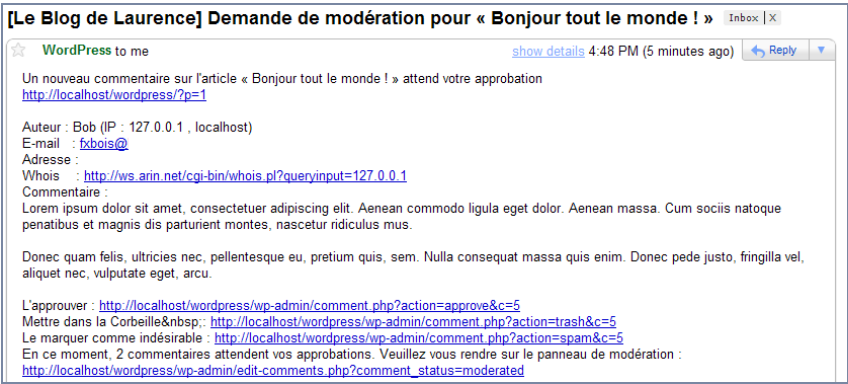 [Le Blog de Laurence] Demande de modération pour « Bonjour tout le monde ! » Inbox | X
WordPress to me show details 4:48 PM (5 minutes ago) Reply
Un nouveau commentaire sur l'article « Bonjour tout le monde ! » attend votre approbation
http://localhost/wordpress/?p=1
Auteur : Bob (IP : 127.0.0.1 , localhost)
E-mail : fxbois@
Adresse :
Whois : http://ws.arin.net/cgi-bin/whois.pl?queryinput=127.0.0.1
Commentaire :
Lorem ipsum dolor sit amet, consectetuer adipiscing elit. Aenean commodo ligula eget dolor. Aenean massa. Cum sociis natoque
penatibus et magnis dis parturient montes, nascetur ridiculus mus.
Donec quam felis, ultricies nec, pellentesque eu, pretium quis, sem. Nulla consequat massa quis enim. Donec pede justo, fringilla vel,
aliquet nec, vulputate eget, arcu.
L'approuver : http://localhost/wordpress/wp-admin/comment.php?action=approve&c=5
Mettre dans la Corbeille&nbsp;: http://localhost/wordpress/wp-admin/comment.php?action=trash&c=5
Le marquer comme indésirable : http://localhost/wordpress/wp-admin/comment.php?action=spam&c=5
En ce moment, 2 commentaires attendent vos approbations. Veuillez vous rendre sur le panneau de modération :
http://localhost/wordpress/wp-admin/edit-comments.php?comment_status=moderated